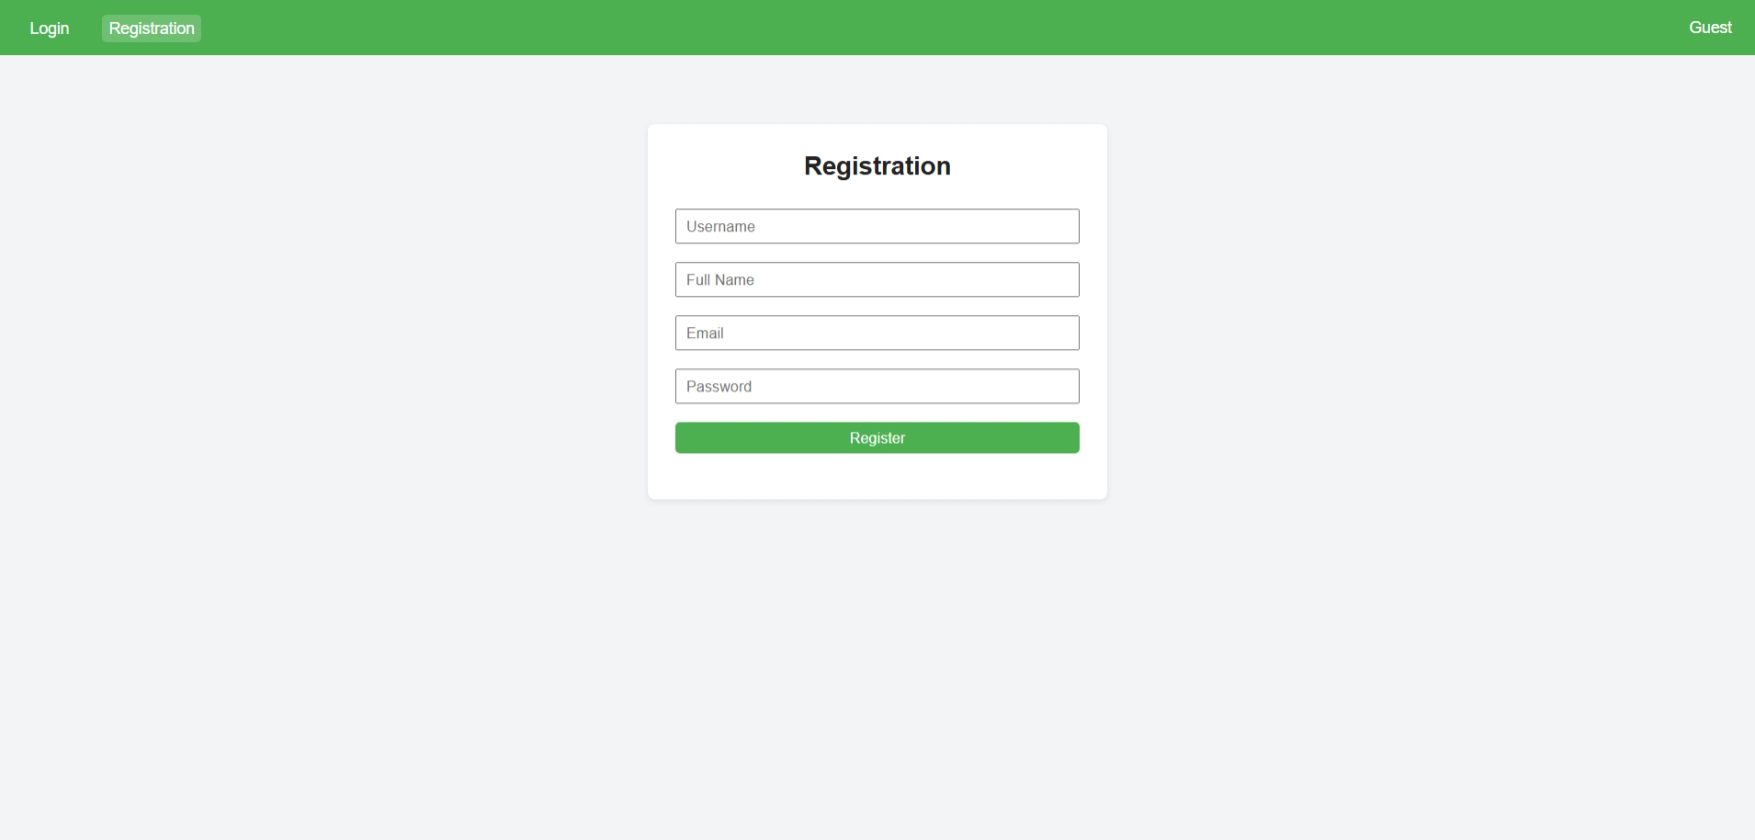 Login Registration Guest
Registration
Username
Full Name
Email
Password
Register